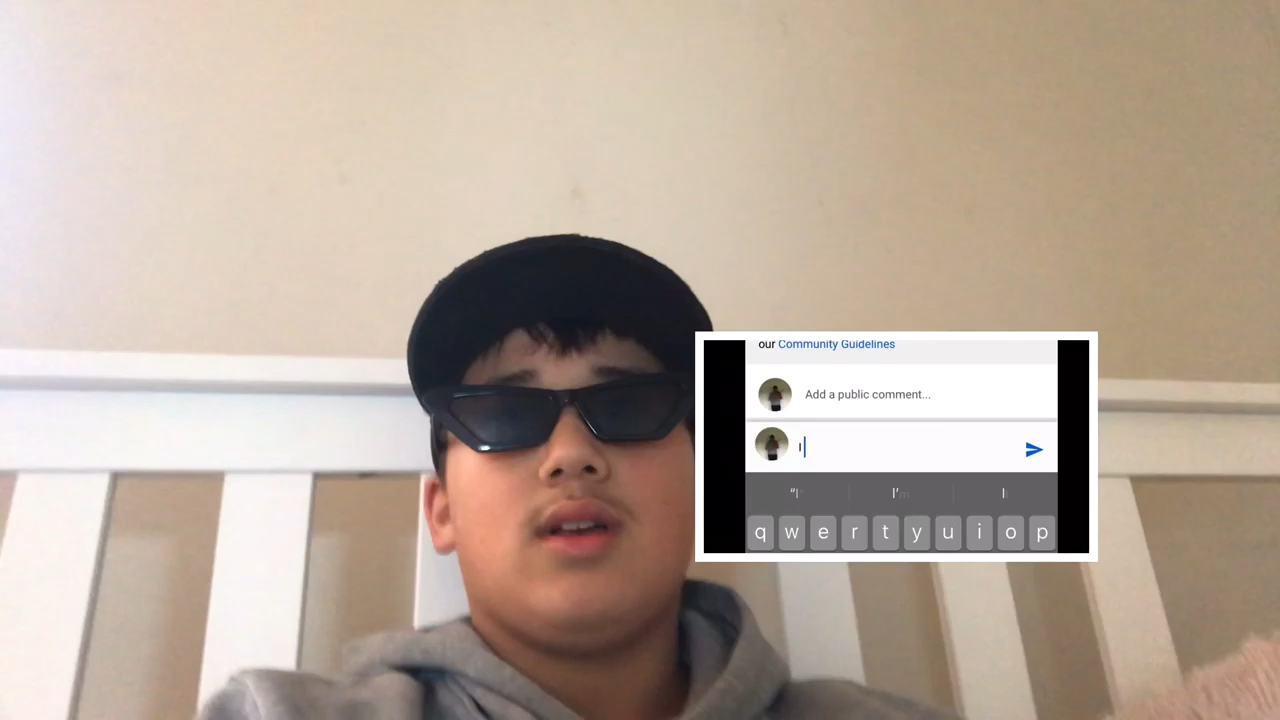 our Community Guidelines
Add a public comment...
I
“I” I’m I
q w e r t y u i o p